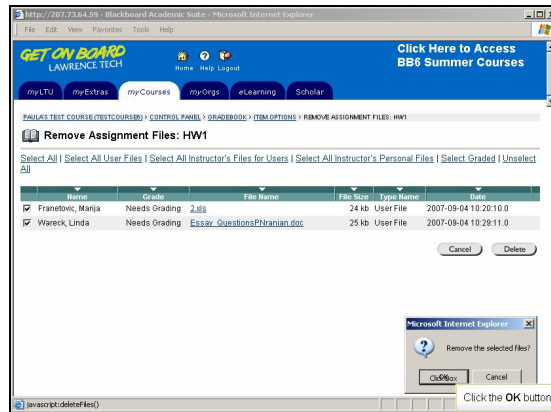 http://207.73.64.59 - Blackboard Academic Suite - Microsoft Internet Explorer
File Edit View Favorites Tools Help
GET ON BOARD
LAWRENCE TECH
Home Help Logout
Click Here to Access
BB6 Summer Courses
myLTU myExtras myCourses myOrgs eLearning Scholar
PAULA'S TEST COURSE (TESTCOURSE6) > CONTROL PANEL > GRADEBOOK > ITEM OPTIONS > REMOVE ASSIGNMENT FILES: HW1
Remove Assignment Files: HW1
Select All | Select All User Files | Select All Instructor's Files for Users | Select All Instructor's Personal Files | Select Graded | Unselect
All
Name Grade File Name File Size Type Name Date
Franetovic, Marija Needs Grading 2.xls 24 kb User File 2007-09-04 10:20:10.0
Wareck, Linda Needs Grading Essay_QuestionsPNranian.doc 25 kb User File 2007-09-04 10:29:11.0
Cancel Delete
Microsoft Internet Explorer
Remove the selected files?
Cancel
Click the OK button
javascript:deleteFiles()